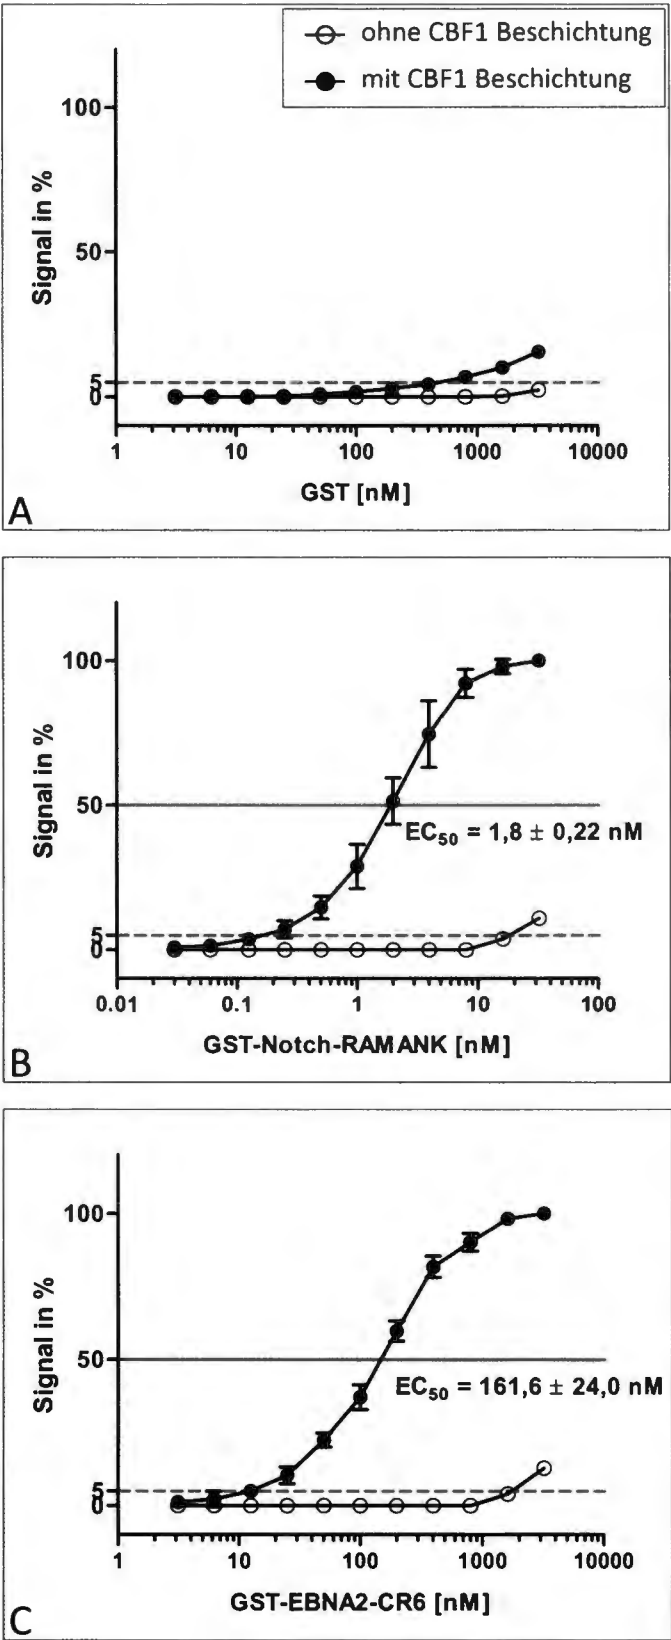 ohne CBF1 Beschichtung
mit CBF1 Beschichtung
100
50
5
0
Signal in %
1 10 100 1000 10000
GST [nM]
A
100
50
5
0
Signal in %
EC₅₀ = 1,8 ± 0,22 nM
0.01 0.1 1 10 100
GST-Notch-RAMANK [nM]
B
100
50
5
0
Signal in %
EC₅₀ = 161,6 ± 24,0 nM
1 10 100 1000 10000
GST-EBNA2-CR6 [nM]
C